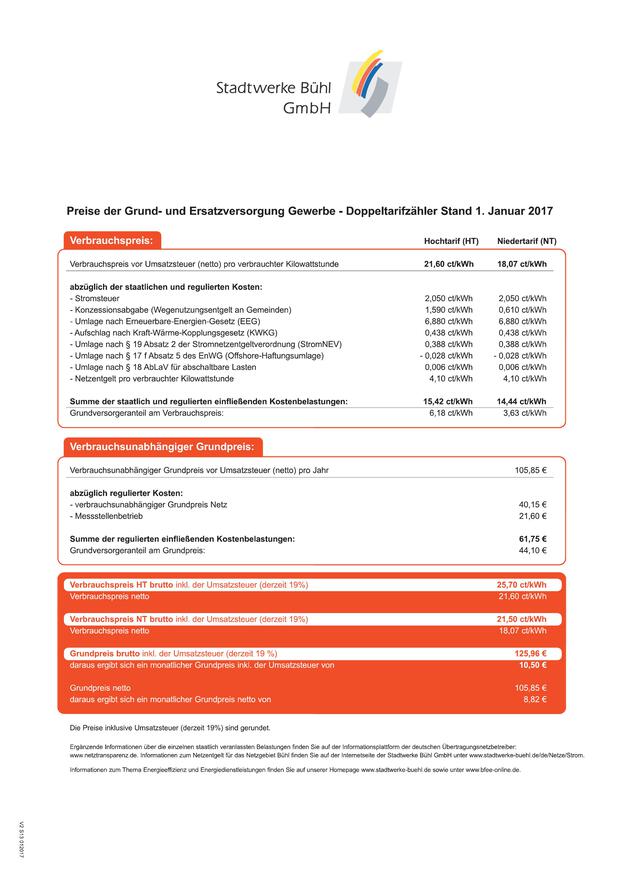 Stadtwerke Bühl
GmbH
Preise der Grund- und Ersatzversorgung Gewerbe - Doppeltarifzähler Stand 1. Januar 2017
Verbrauchspreis: Hochtarif (HT) Niedertarif (NT)
Verbrauchspreis vor Umsatzsteuer (netto) pro verbrauchter Kilowattstunde 21,60 ct/kWh 18,07 ct/kWh
abzüglich der staatlichen und regulierten Kosten:
- Stromsteuer 2,050 ct/kWh 2,050 ct/kWh
- Konzessionsabgabe (Wegenutzungsentgelt an Gemeinden) 1,590 ct/kWh 0,610 ct/kWh
- Umlage nach Erneuerbare-Energien-Gesetz (EEG) 6,880 ct/kWh 6,880 ct/kWh
- Aufschlag nach Kraft-Wärme-Kopplungsgesetz (KWKG) 0,438 ct/kWh 0,438 ct/kWh
- Umlage nach § 19 Absatz 2 der Stromnetzentgeltverordnung (StromNEV) 0,388 ct/kWh 0,388 ct/kWh
- Umlage nach § 17 f Absatz 5 des EnWG (Offshore-Haftungsumlage) - 0,028 ct/kWh - 0,028 ct/kWh
- Umlage nach § 18 AbLaV für abschaltbare Lasten 0,006 ct/kWh 0,006 ct/kWh
- Netzentgelt pro verbrauchter Kilowattstunde 4,10 ct/kWh 4,10 ct/kWh
Summe der staatlich und regulierten einfließenden Kostenbelastungen: 15,42 ct/kWh 14,44 ct/kWh
Grundversorgeranteil am Verbrauchspreis: 6,18 ct/kWh 3,63 ct/kWh
Verbrauchsunabhängiger Grundpreis:
Verbrauchsunabhängiger Grundpreis vor Umsatzsteuer (netto) pro Jahr 105,85 €
abzüglich regulierter Kosten:
- verbrauchsunabhängiger Grundpreis Netz 40,15 €
- Messstellenbetrieb 21,60 €
Summe der regulierten einfließenden Kostenbelastungen: 61,75 €
Grundversorgeranteil am Grundpreis: 44,10 €
Verbrauchspreis HT brutto inkl. der Umsatzsteuer (derzeit 19%) 25,70 ct/kWh
Verbrauchspreis netto 21,60 ct/kWh
Verbrauchspreis NT brutto inkl. der Umsatzsteuer (derzeit 19%) 21,50 ct/kWh
Verbrauchspreis netto 18,07 ct/kWh
Grundpreis brutto inkl. der Umsatzsteuer (derzeit 19 %) 125,96 €
daraus ergibt sich ein monatlicher Grundpreis inkl. der Umsatzsteuer von 10,50 €
Grundpreis netto 105,85 €
daraus ergibt sich ein monatlicher Grundpreis netto von 8,82 €
Die Preise inklusive Umsatzsteuer (derzeit 19%) sind gerundet.
Ergänzende Informationen über die einzelnen staatlich veranlassten Belastungen finden Sie auf der Informationsplattform der deutschen Übertragungsnetzbetreiber:
www.netztransparenz.de. Informationen zum Netzentgelt für das Netzgebiet Bühl finden Sie auf der Internetseite der Stadtwerke Bühl GmbH unter www.stadtwerke-buehl.de/de/Netze/Strom.
Informationen zum Thema Energieeffizienz und Energiedienstleistungen finden Sie auf unserer Homepage www.stadtwerke-buehl.de sowie unter www.bfee-online.de.
V2 S13 012017